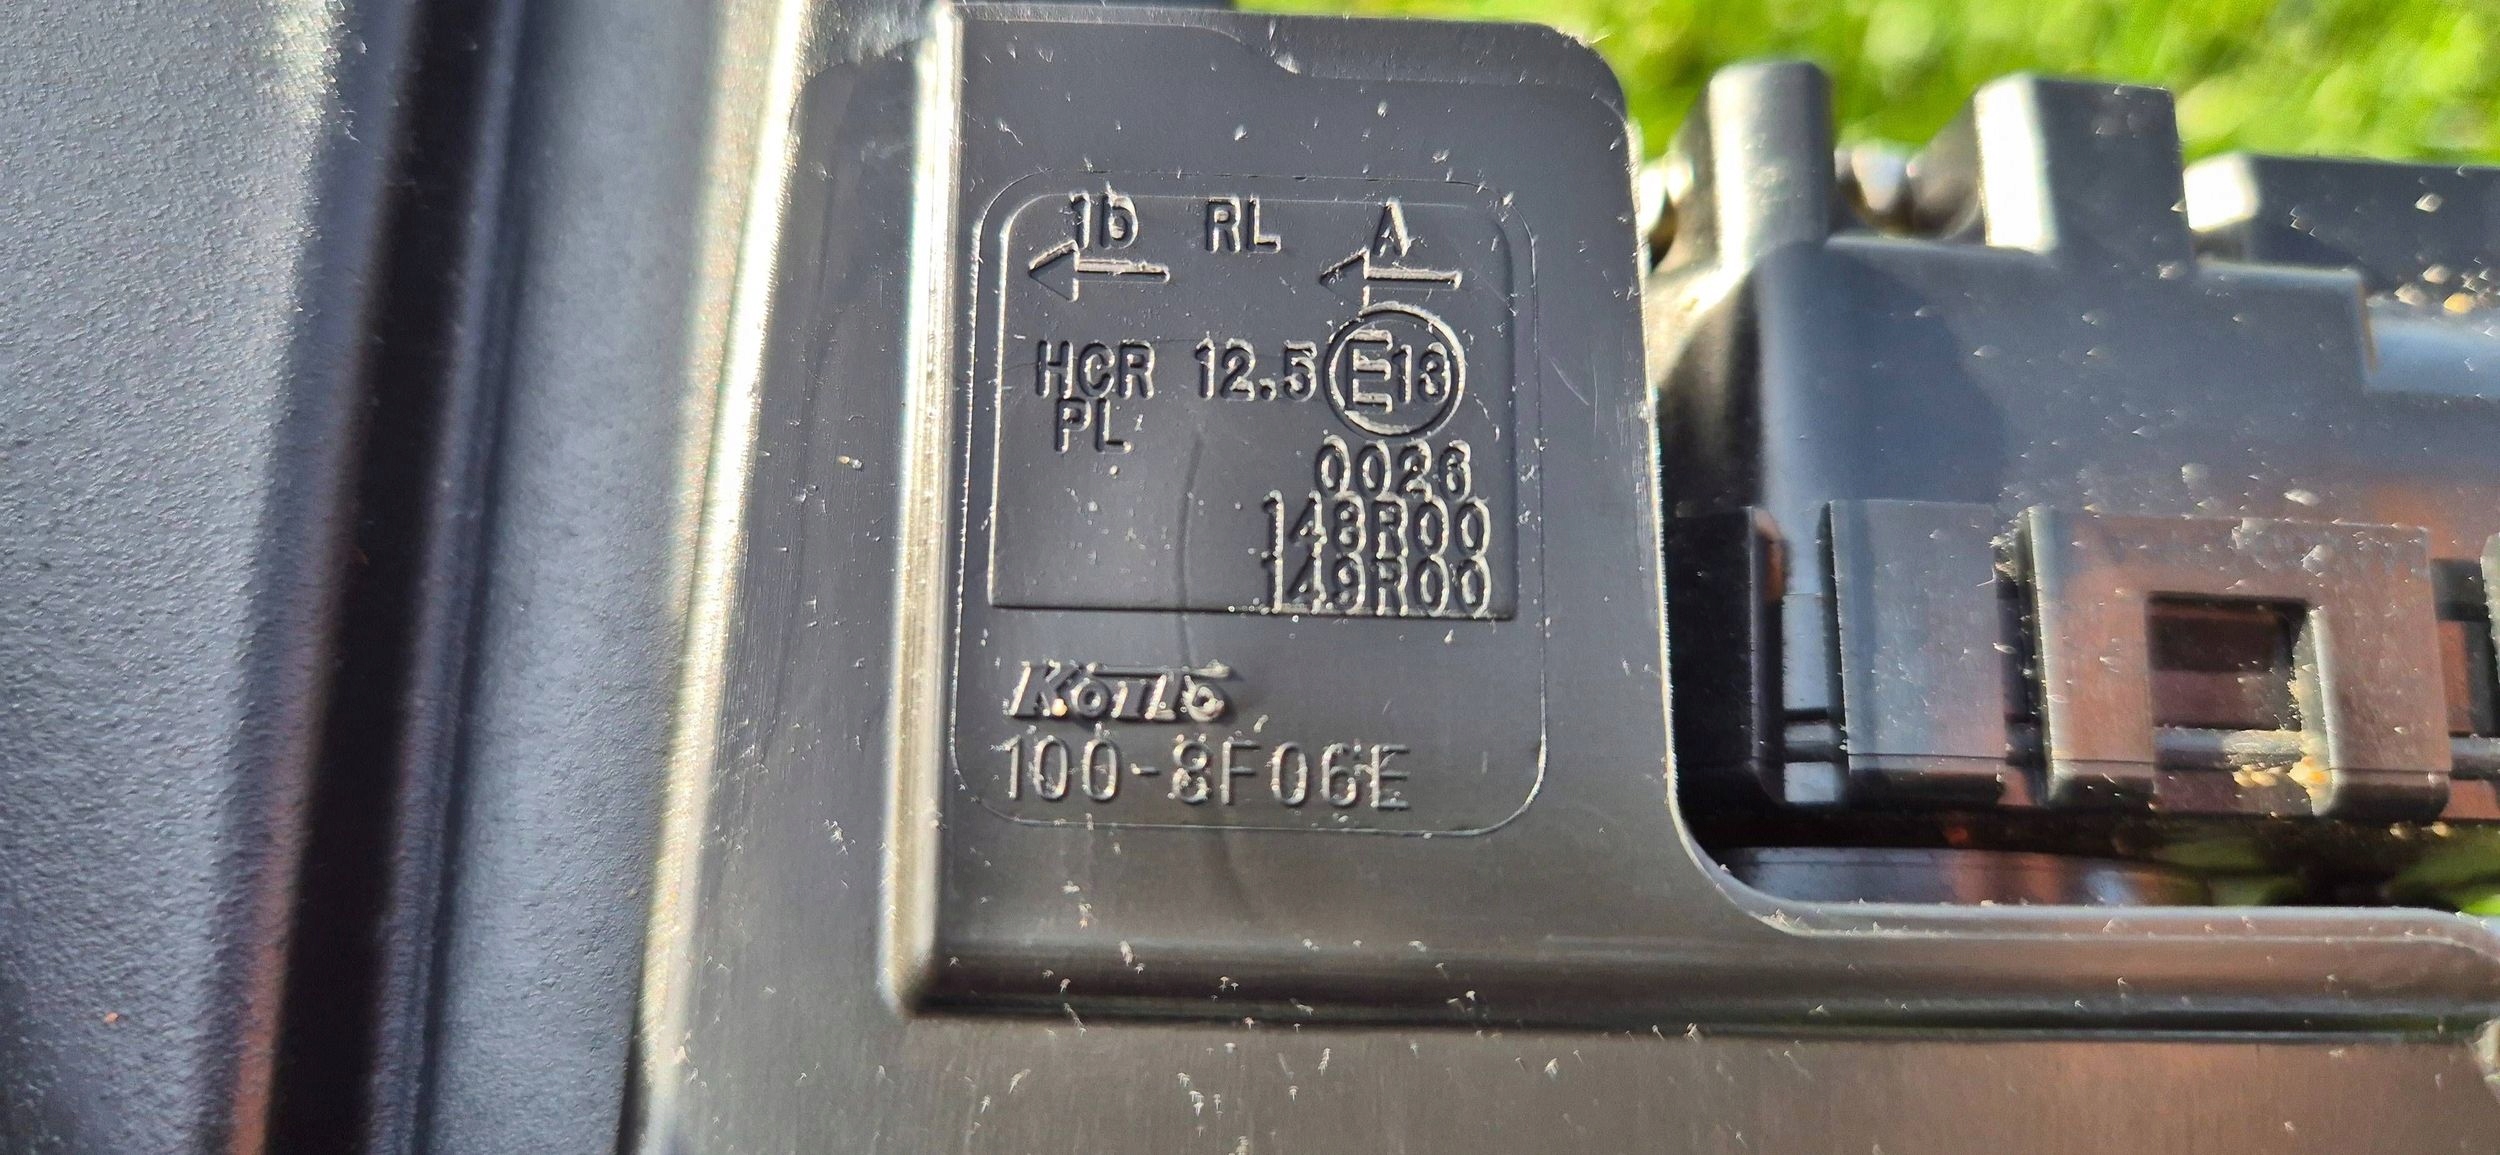 1b RL A
HCR 12.5 E13
PL
0026
148R00
149R00
Koito
100-8F06E